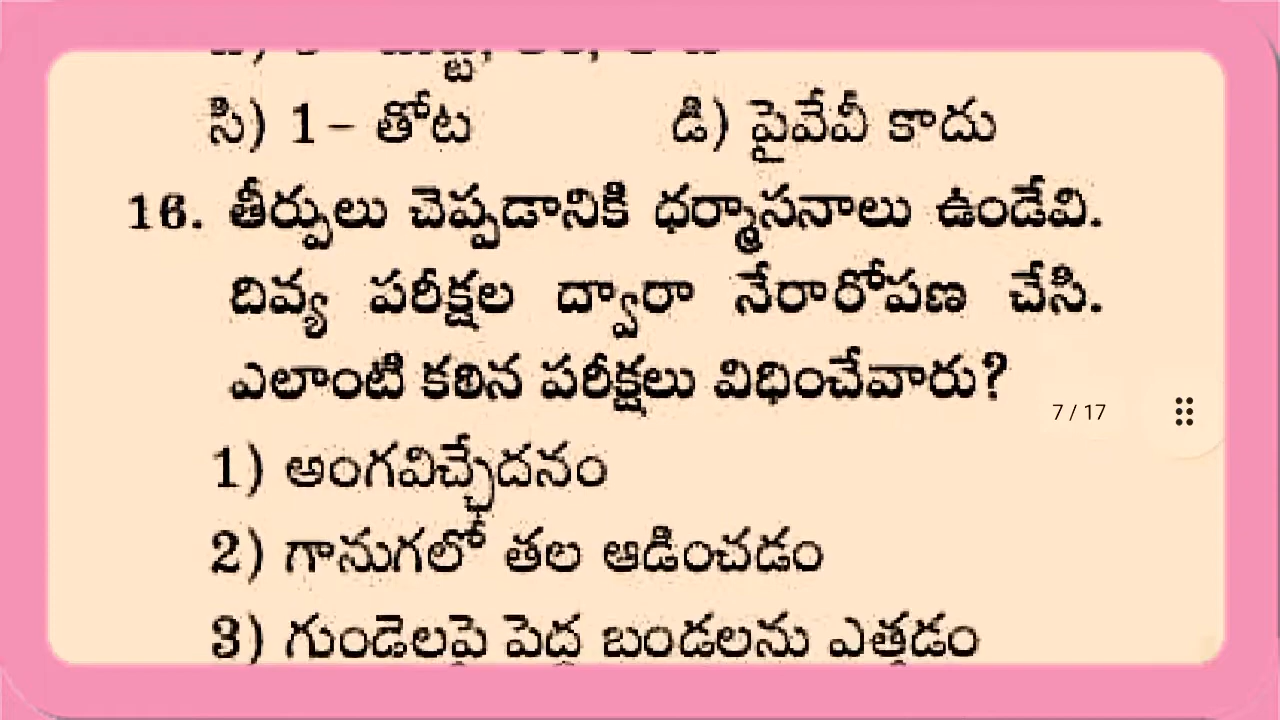 సి) 1- తోట డి) పైవేవీ కాదు
16. తీర్పులు చెప్పడానికి ధర్మాసనాలు ఉండేవి.
దివ్య పరీక్షల ద్వారా నేరారోపణ చేసి.
ఎలాంటి కఠిన పరీక్షలు విధించేవారు?
7 / 17
1) అంగవిచ్ఛేదనం
2) గానుగలో తల ఆడించడం
3) గుండెలపై పెద్ద బండలను ఎత్తడం